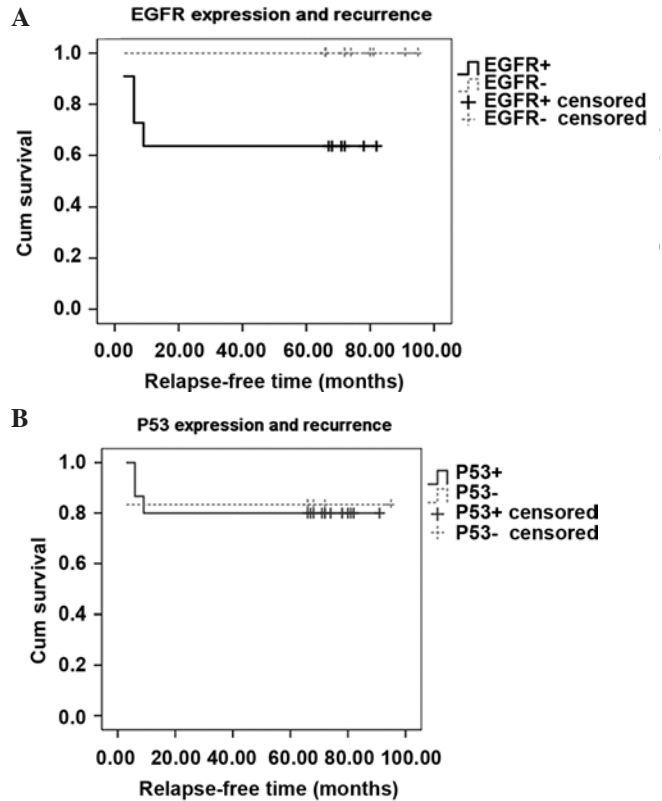 A
EGFR expression and recurrence
1.0
0.8
0.6
0.4
0.2
0.0
Cum survival
0.00 20.00 40.00 60.00 80.00 100.00
Relapse-free time (months)
EGFR+
EGFR-
EGFR+ censored
EGFR- censored
B
P53 expression and recurrence
1.0
0.8
0.6
0.4
0.2
0.0
Cum survival
0.00 20.00 40.00 60.00 80.00 100.00
Relapse-free time (months)
P53+
P53-
P53+ censored
P53- censored